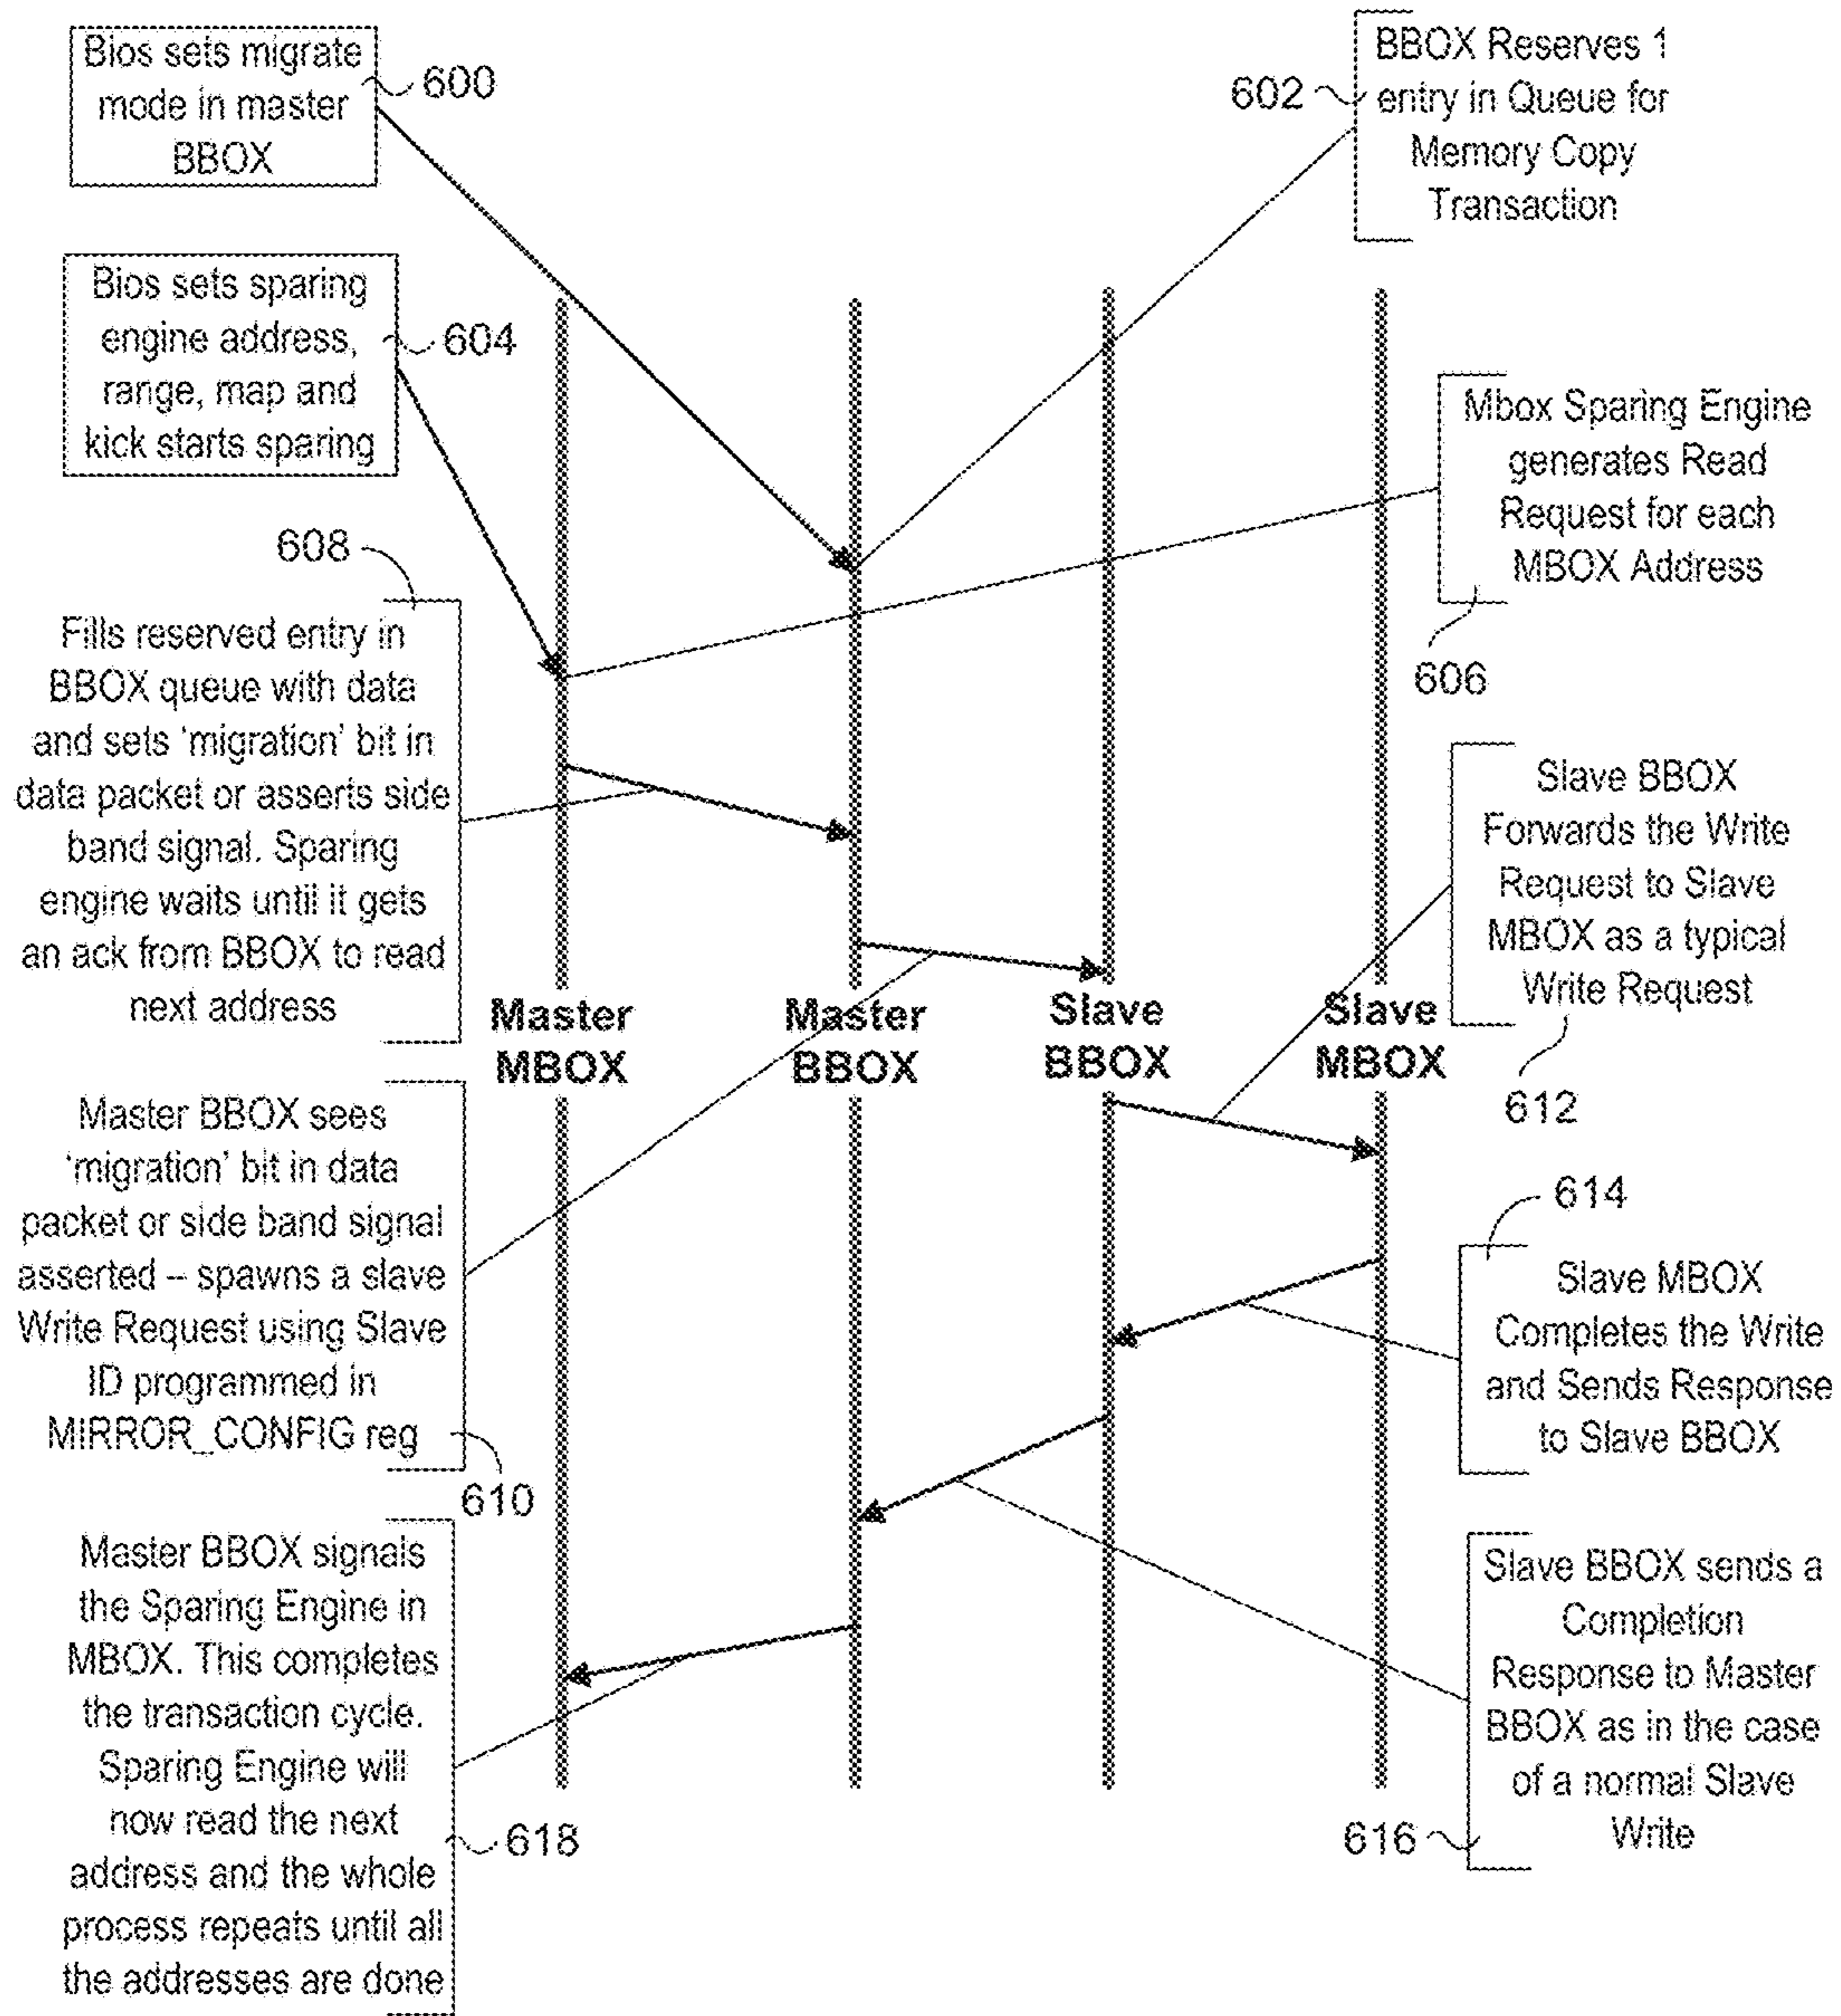 Bios sets migrate
mode in master
BBOX
600
602
BBOX Reserves 1
entry in Queue for
Memory Copy
Transaction
Bios sets sparing
engine address,
range, map and
kick starts sparing
604
Mbox Sparing Engine
generates Read
Request for each
MBOX Address
606
608
Fills reserved entry in
BBOX queue with data
and sets ‘migration’ bit in
data packet or asserts side
band signal. Sparing
engine waits until it gets
an ack from BBOX to read
next address
Slave BBOX
Forwards the Write
Request to Slave
MBOX as a typical
Write Request
612
Master
MBOX
Master
BBOX
Slave
BBOX
Slave
MBOX
Master BBOX sees
‘migration’ bit in data
packet or side band signal
asserted – spawns a slave
Write Request using Slave
ID programmed in
MIRROR_CONFIG reg
610
614
Slave MBOX
Completes the Write
and Sends Response
to Slave BBOX
Master BBOX signals
the Sparing Engine in
MBOX. This completes
the transaction cycle.
Sparing Engine will
now read the next
address and the whole
process repeats until all
the addresses are done
618
Slave BBOX sends a
Completion
Response to Master
BBOX as in the case
of a normal Slave
Write
616